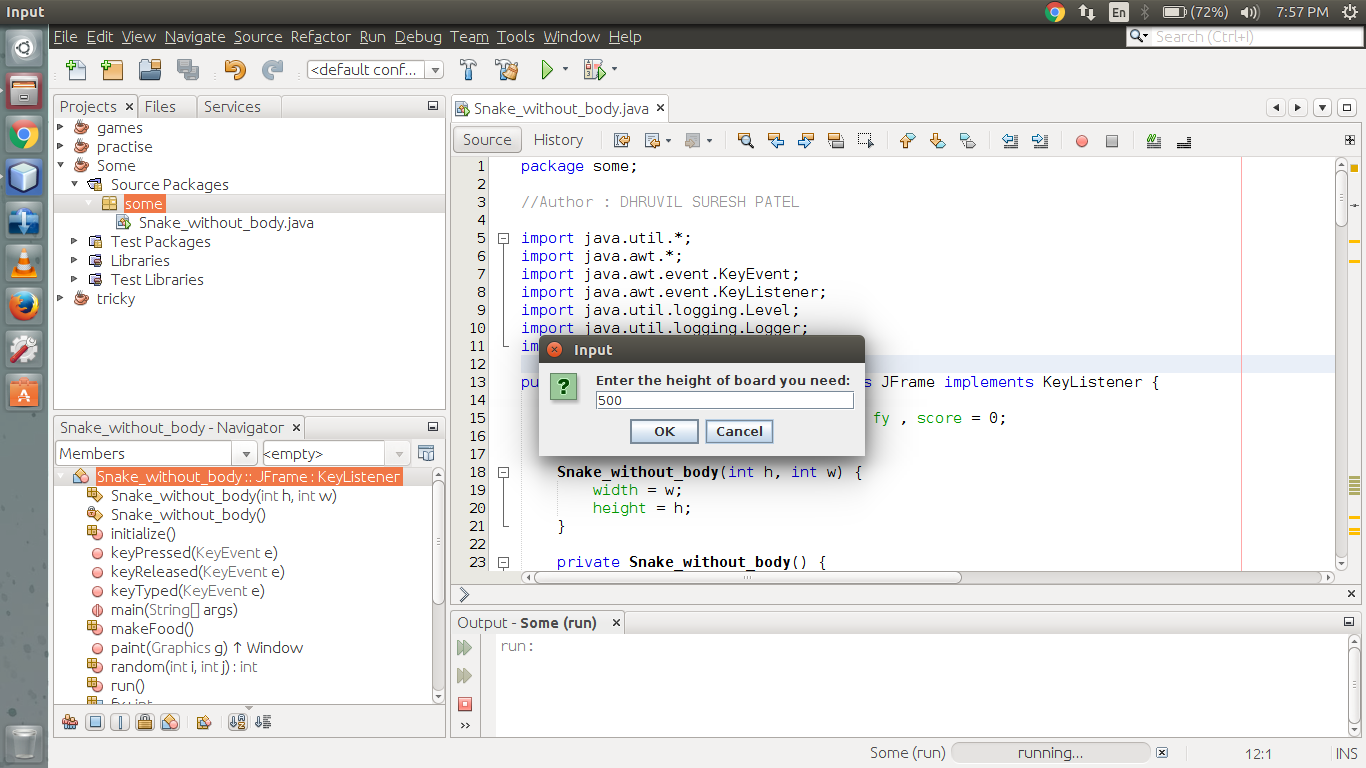 Input
En
(72%)
7:57 PM
File Edit View Navigate Source Refactor Run Debug Team Tools Window Help
Search (Ctrl+I)
<default conf...
Projects
Files
Services
games
practise
Some
Source Packages
some
Snake_without_body.java
Test Packages
Libraries
Test Libraries
tricky
Snake_without_body - Navigator
Members
<empty>
Snake_without_body :: JFrame : KeyListener
Snake_without_body(int h, int w)
Snake_without_body()
initialize()
keyPressed(KeyEvent e)
keyReleased(KeyEvent e)
keyTyped(KeyEvent e)
main(String[] args)
makeFood()
paint(Graphics g) ↑ Window
random(int i, int j) : int
run()
fx : int
Snake_without_body.java
Source
History
1 package some;
2
3 //Author : DHRUVIL SURESH PATEL
4
5 import java.util.*;
6 import java.awt.*;
7 import java.awt.event.KeyEvent;
8 import java.awt.event.KeyListener;
9 import java.util.logging.Level;
10 import java.util.logging.Logger;
11 im
12
13 pu s JFrame implements KeyListener {
14
15 fy , score = 0;
16
17
18 Snake_without_body(int h, int w) {
19 width = w;
20 height = h;
21 }
22
23 private Snake_without_body() {
Input
Enter the height of board you need:
500
OK
Cancel
Output - Some (run)
run:
Some (run)
running...
12:1
INS